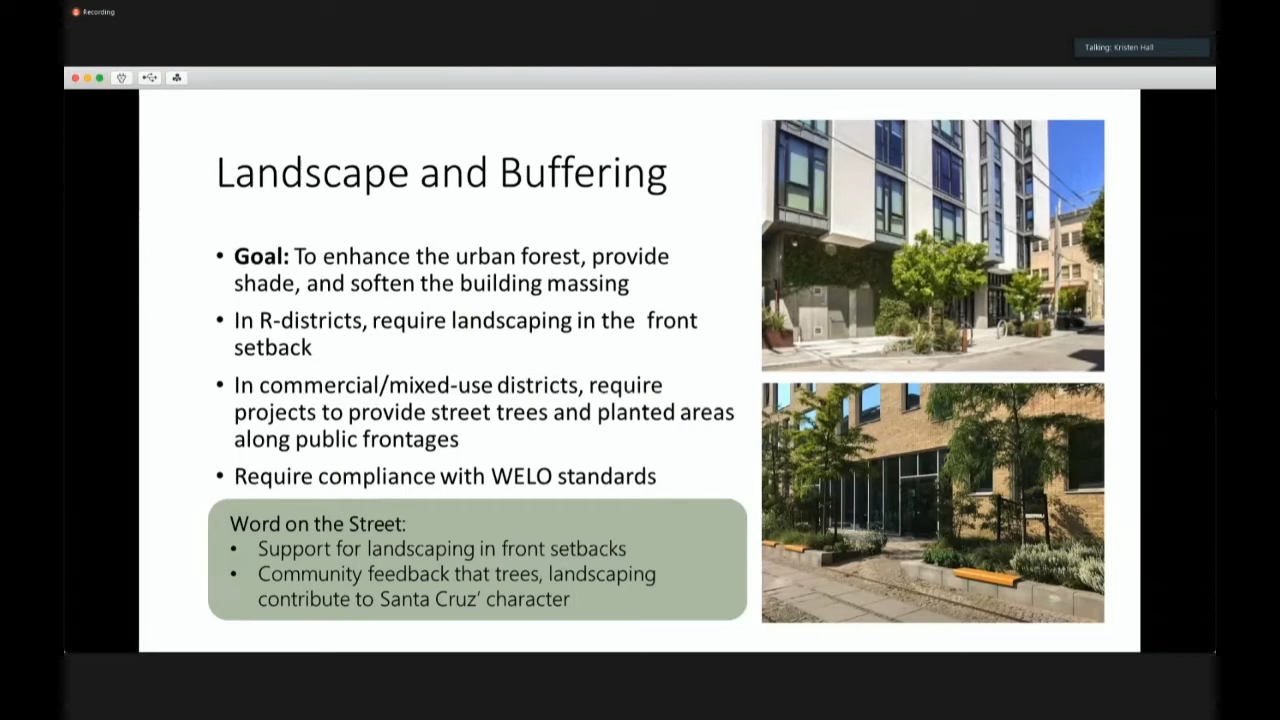 Recording
Talking: Kristen Hall
Landscape and Buffering
• Goal: To enhance the urban forest, provide
shade, and soften the building massing
• In R-districts, require landscaping in the front
setback
• In commercial/mixed-use districts, require
projects to provide street trees and planted areas
along public frontages
• Require compliance with WELO standards
Word on the Street:
• Support for landscaping in front setbacks
• Community feedback that trees, landscaping
contribute to Santa Cruz’ character